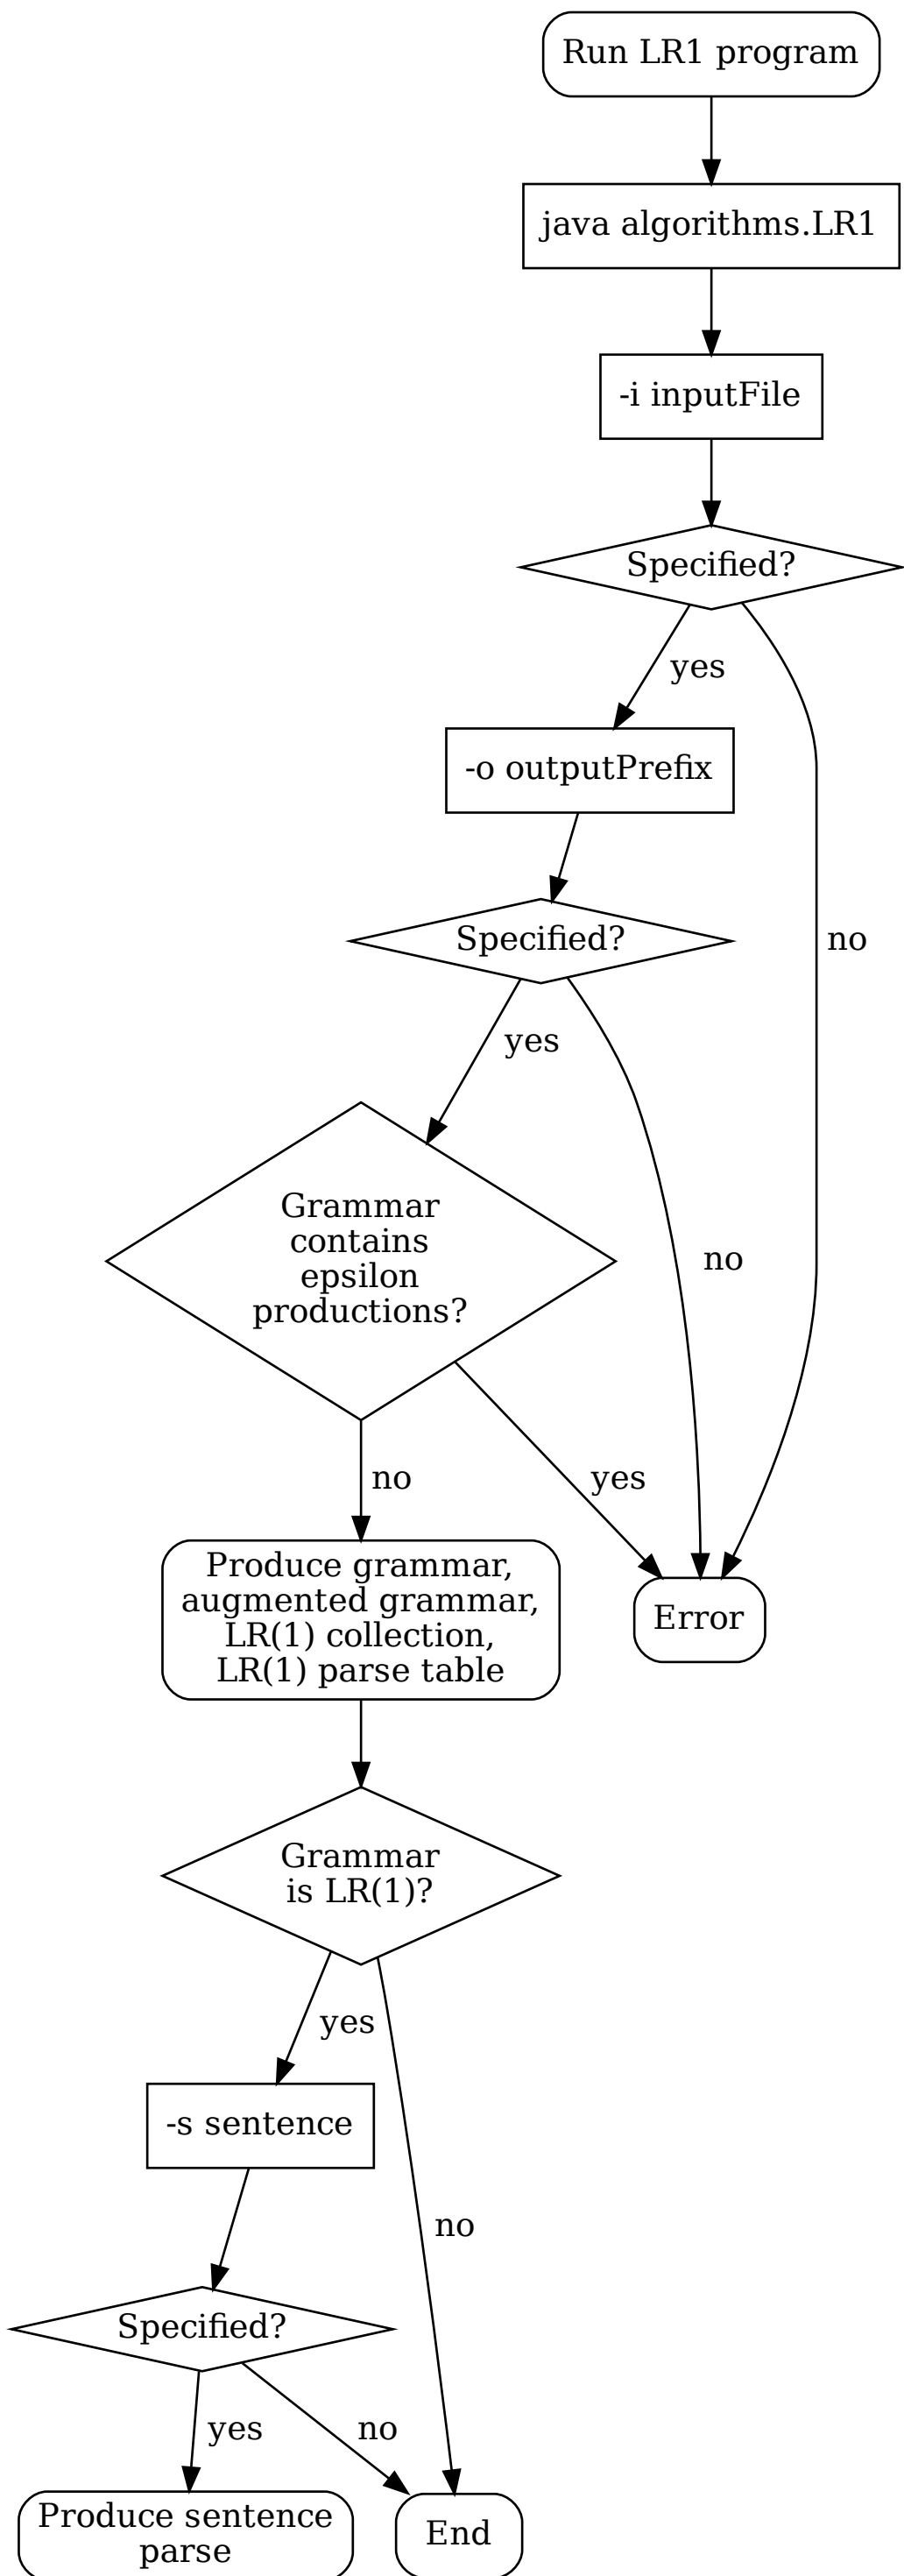 Run LR1 program
java algorithms.LR1
-i inputFile
Specified?
yes
-o outputPrefix
Specified?
no
yes
Grammar
contains
epsilon
productions?
no
no
yes
Produce grammar,
augmented grammar,
LR(1) collection,
LR(1) parse table
Error
Grammar
is LR(1)?
yes
-s sentence
no
Specified?
yes
no
Produce sentence
parse
End